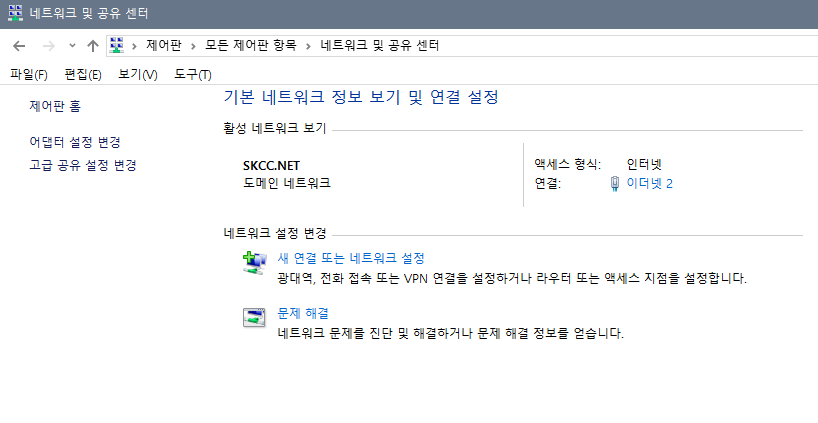 네트워크 및 공유 센터
제어판 > 모든 제어판 항목 > 네트워크 및 공유 센터
파일(F) 편집(E) 보기(V) 도구(T)
제어판 홈
어댑터 설정 변경
고급 공유 설정 변경
기본 네트워크 정보 보기 및 연결 설정
활성 네트워크 보기
SKCC.NET
도메인 네트워크
액세스 형식: 인터넷
연결: 이더넷 2
네트워크 설정 변경
새 연결 또는 네트워크 설정
광대역, 전화 접속 또는 VPN 연결을 설정하거나 라우터 또는 액세스 지점을 설정합니다.
문제 해결
네트워크 문제를 진단 및 해결하거나 문제 해결 정보를 얻습니다.